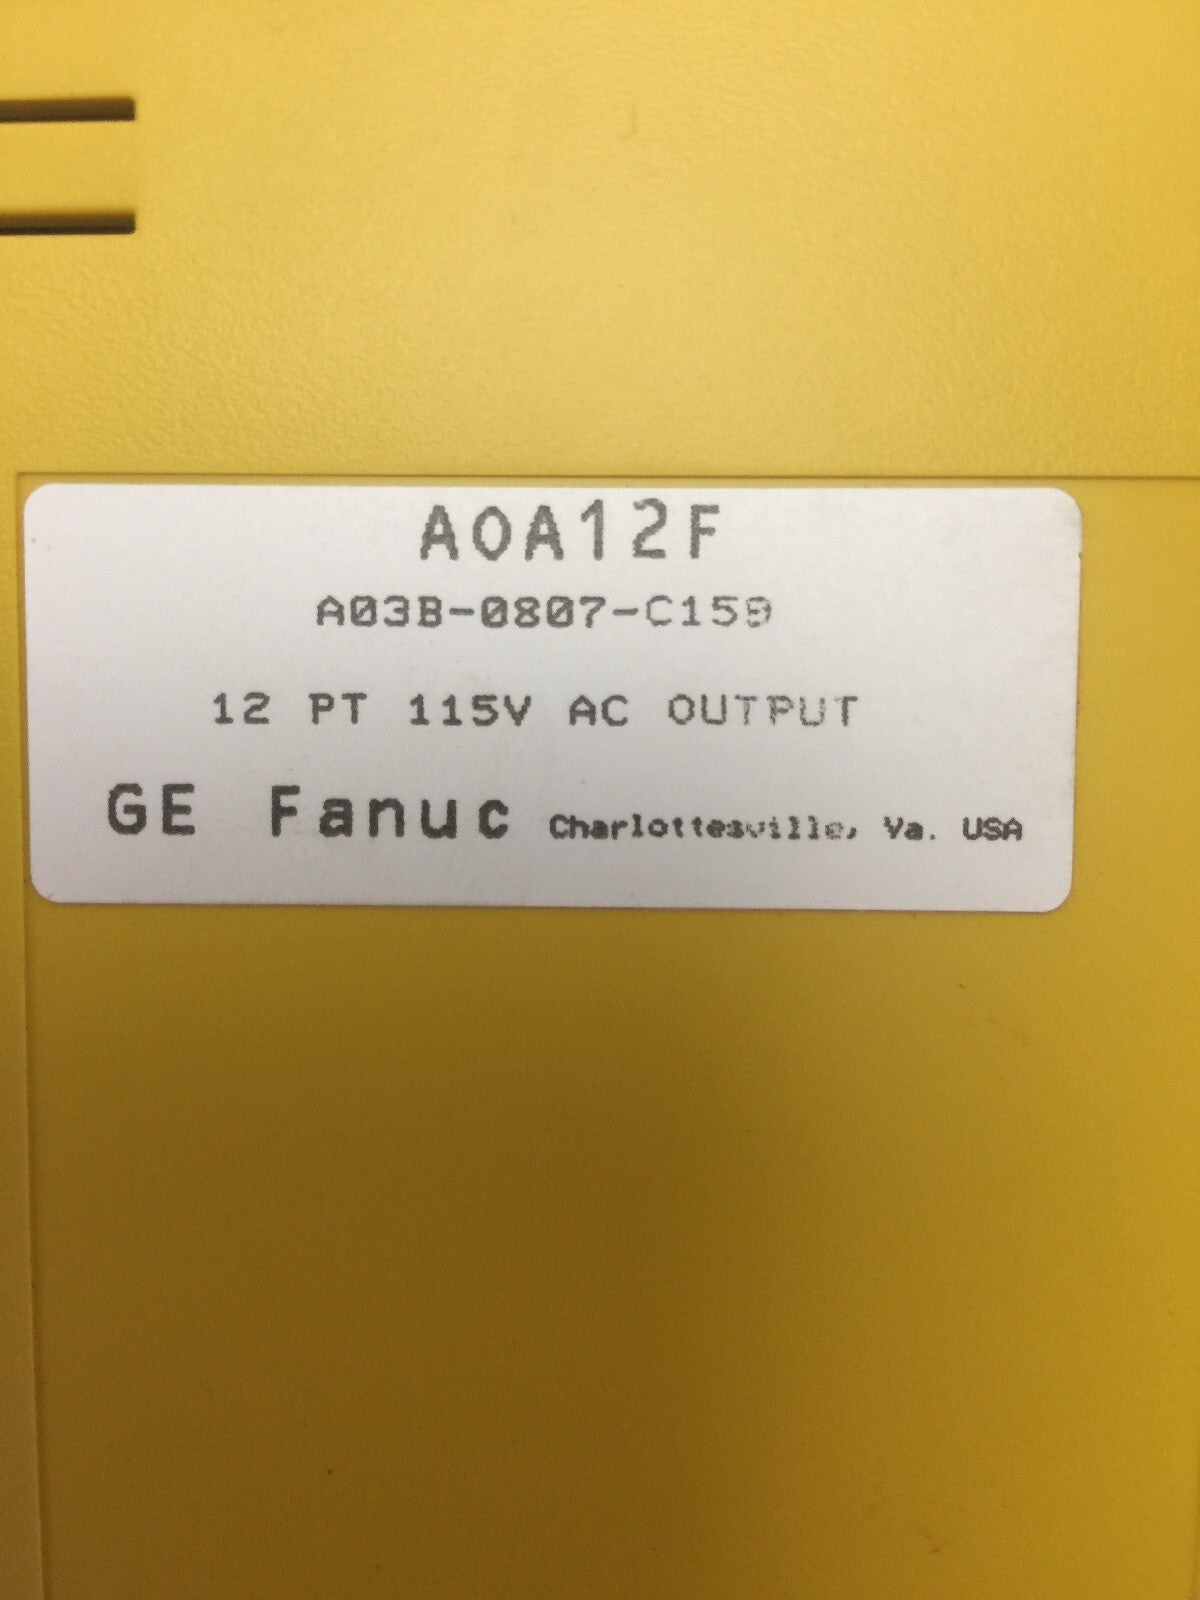 AOA12F
A03B-0807-C159
12 PT 115V AC OUTPUT
GE Fanuc Charlottesville, Va. USA